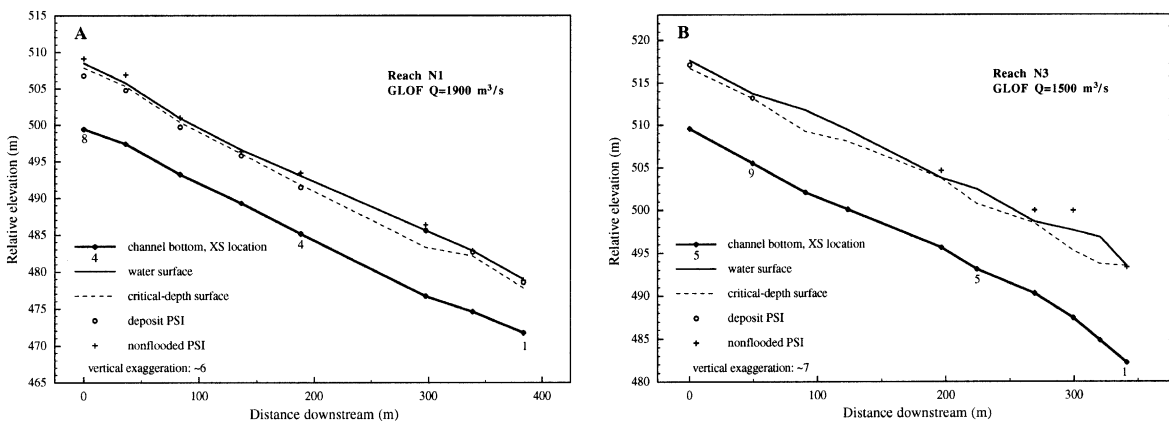 A
Reach N1
GLOF Q=1900 m³/s
Relative elevation (m)
515
510
505
500
495
490
485
480
475
470
465
8
4
1
4
channel bottom, XS location
water surface
critical-depth surface
deposit PSI
nonflooded PSI
vertical exaggeration: ~6
0
100
200
300
400
Distance downstream (m)
B
Reach N3
GLOF Q=1500 m³/s
Relative elevation (m)
520
515
510
505
500
495
490
485
480
9
5
1
5
channel bottom, XS location
water surface
critical-depth surface
deposit PSI
nonflooded PSI
vertical exaggeration: ~7
0
100
200
300
Distance downstream (m)